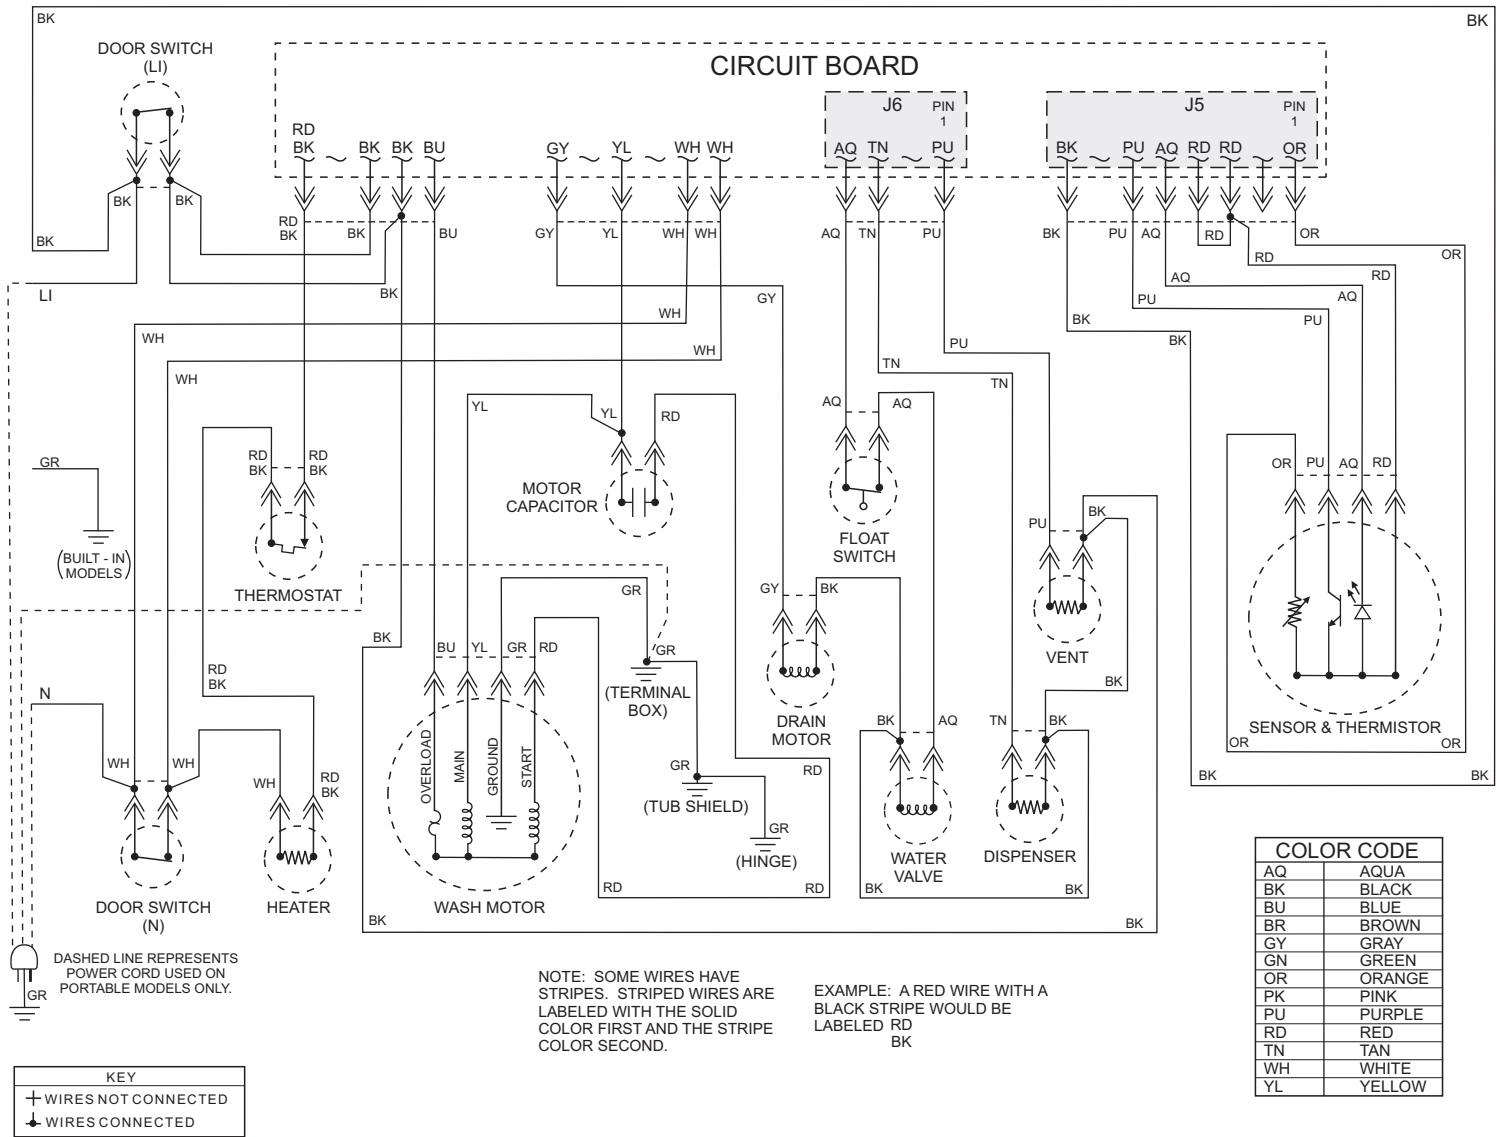 BK
BK
DOOR SWITCH
(LI)
CIRCUIT BOARD
J6 PIN
1
J5 PIN
1
RD
BK BK BK BU GY YL WH WH AQ TN PU BK PU AQ RD RD OR
BK BK
RD
BK BK BU GY YL WH WH AQ TN PU BK PU AQ RD OR
BK
OR
RD RD
AQ
LI
BK
GY
PU AQ
WH
WH
BK PU
BK
WH
PU
WH
TN
TN
YL YL RD
AQ AQ
GR
RD
BK
RD
BK
OR PU AQ RD
MOTOR
CAPACITOR
PU BK
FLOAT
SWITCH
(BUILT - IN
MODELS)
THERMOSTAT
GR
GY BK
BK
BU YL GR RD
GR
VENT
RD
BK
BK
N
(TERMINAL
BOX)
DRAIN
MOTOR
BK AQ
TN BK
SENSOR & THERMISTOR
OR OR
WH WH
OVERLOAD
MAIN
GROUND
START
GR
RD
WH
RD
BK
BK BK
(TUB SHIELD)
GR
(HINGE)
WATER
VALVE
DISPENSER
RD RD
BK BK
DOOR SWITCH
(N)
HEATER
WASH MOTOR
BK BK
DASHED LINE REPRESENTS
POWER CORD USED ON
PORTABLE MODELS ONLY.
GR
NOTE: SOME WIRES HAVE
STRIPES. STRIPED WIRES ARE
LABELED WITH THE SOLID
COLOR FIRST AND THE STRIPE
COLOR SECOND.
EXAMPLE: A RED WIRE WITH A
BLACK STRIPE WOULD BE
LABELED RD
BK
COLOR CODE
AQ AQUA
BK BLACK
BU BLUE
BR BROWN
GY GRAY
GN GREEN
OR ORANGE
PK PINK
PU PURPLE
RD RED
TN TAN
WH WHITE
YL YELLOW
KEY
WIRES NOT CONNECTED
WIRES CONNECTED